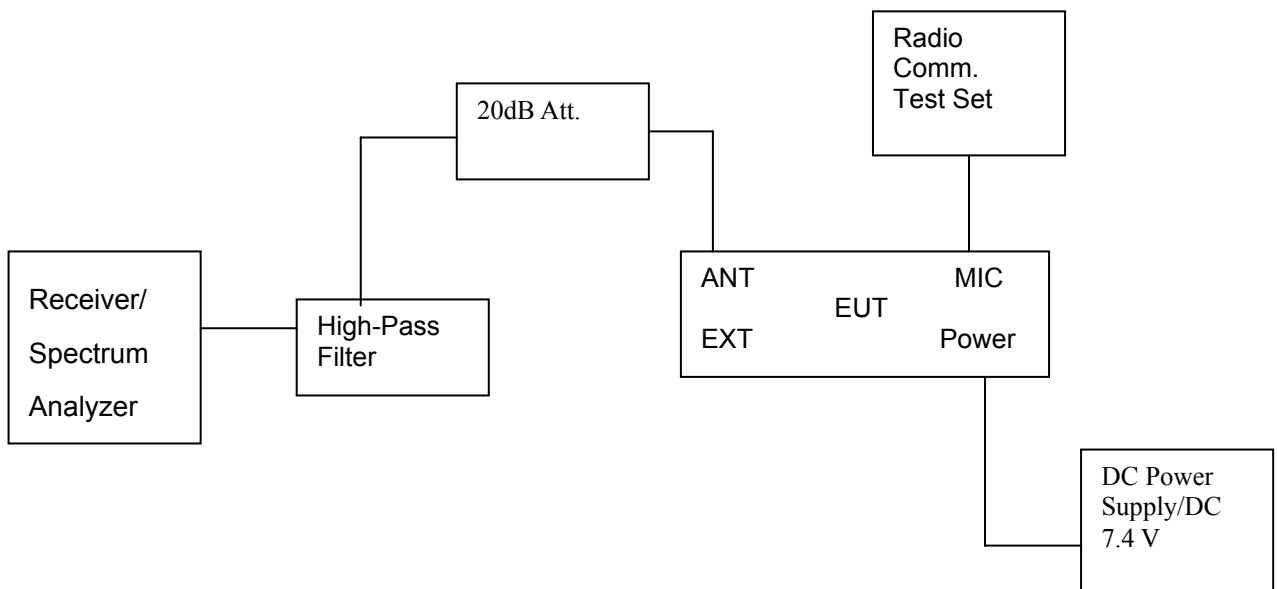 Radio
Comm.
Test Set
20dB Att.
ANT
MIC
EUT
EXT
Power
Receiver/
Spectrum
Analyzer
High-Pass
Filter
DC Power
Supply/DC
7.4 V